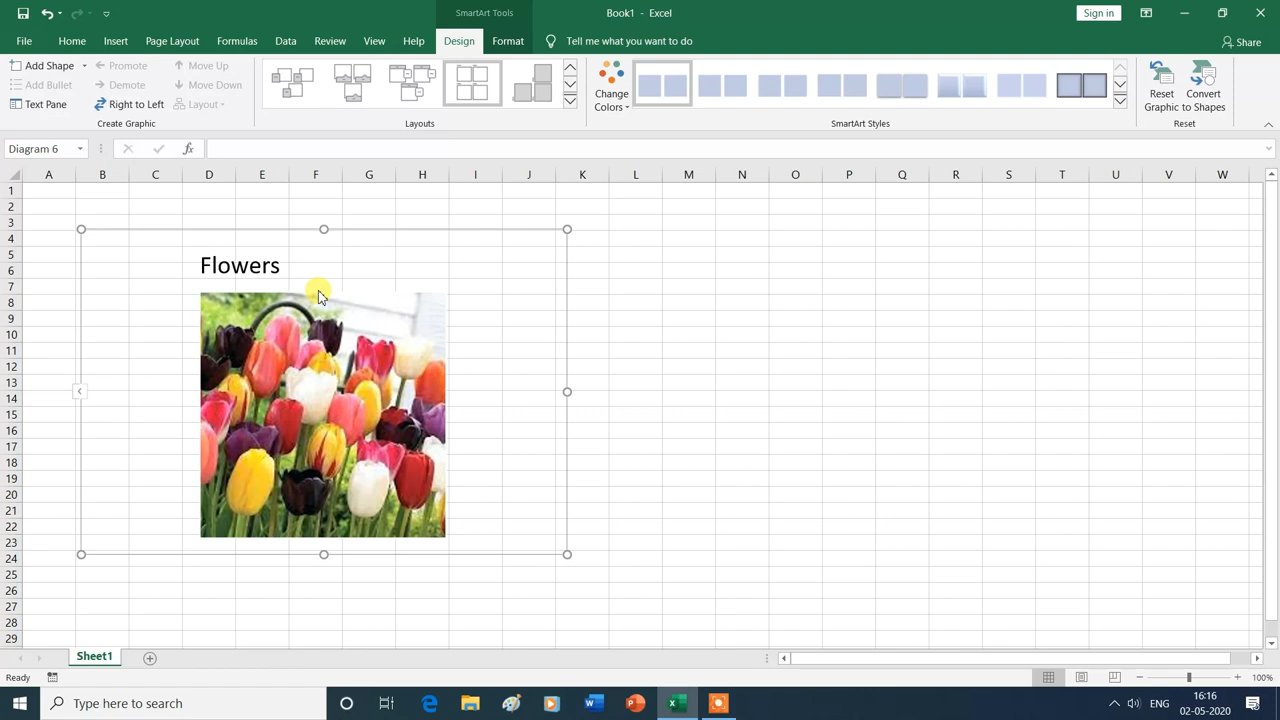 SmartArt Tools
Book1 - Excel
Sign in
File Home Insert Page Layout Formulas Data Review View Help Design Format Tell me what you want to do Share
Add Shape Promote Move Up
Add Bullet Demote Move Down
Text Pane Right to Left Layout
Create Graphic
Layouts
Change Colors
SmartArt Styles
Reset Graphic
Convert to Shapes
Reset
Diagram 6
fx
A B C D E F G H I J K L M N O P Q R S T U V W
1
2
3
4
5
6
7
8
9
10
11
12
13
14
15
16
17
18
19
20
21
22
23
24
25
26
27
28
29
Flowers
Sheet1
Ready
100%
Type here to search
ENG
16:16
02-05-2020